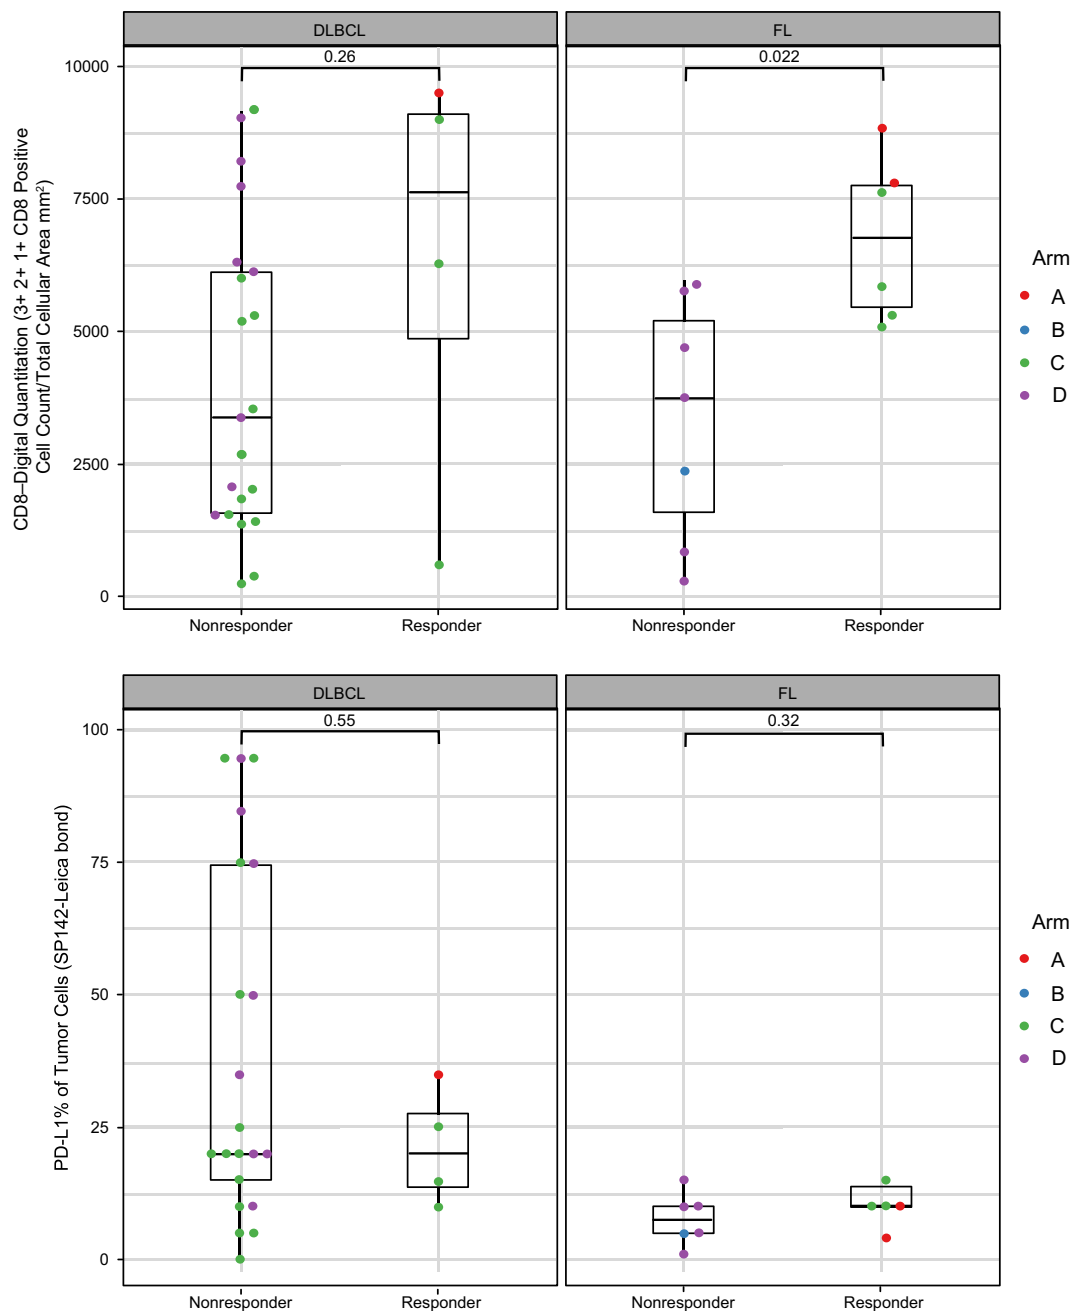 DLBCL
FL
0.26
0.022
CD8–Digital Quantitation (3+ 2+ 1+ CD8 Positive
Cell Count/Total Cellular Area mm²)
10000
7500
5000
2500
0
Nonresponder
Responder
Nonresponder
Responder
Arm
A
B
C
D
DLBCL
FL
0.55
0.32
PD-L1% of Tumor Cells (SP142-Leica bond)
100
75
50
25
0
Nonresponder
Responder
Nonresponder
Responder
Arm
A
B
C
D